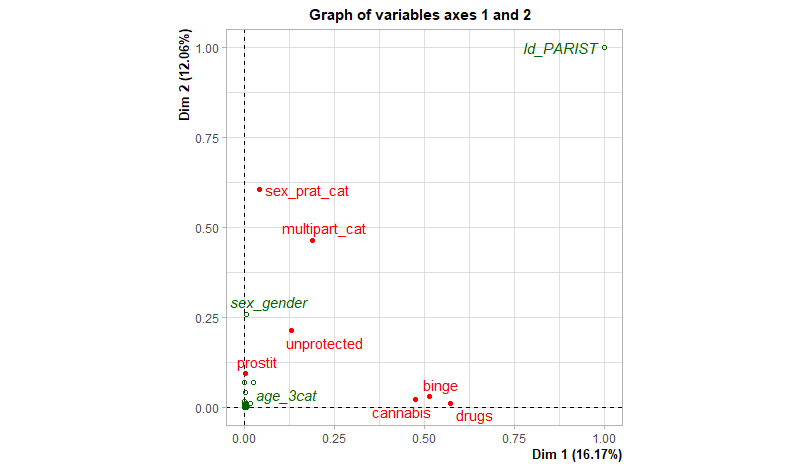 Graph of variables axes 1 and 2
Dim 2 (12.06%)
1.00
0.75
0.50
0.25
0.00
Id_PARIST
sex_prat_cat
multipart_cat
sex_gender
unprotected
prostit
age_3cat
binge
cannabis
drugs
0.00
0.25
0.50
0.75
1.00
Dim 1 (16.17%)